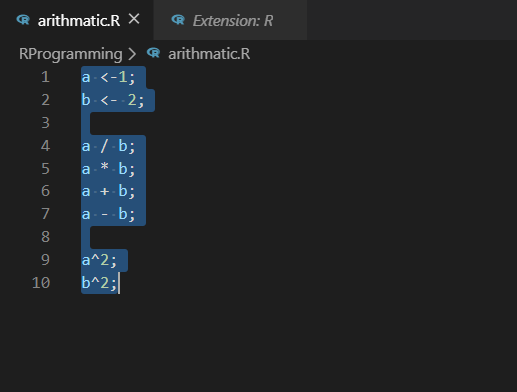 arithmatic.R
Extension: R
RProgramming > arithmatic.R
1 a <-1;
2 b <- 2;
3
4 a / b;
5 a * b;
6 a + b;
7 a - b;
8
9 a^2;
10 b^2;